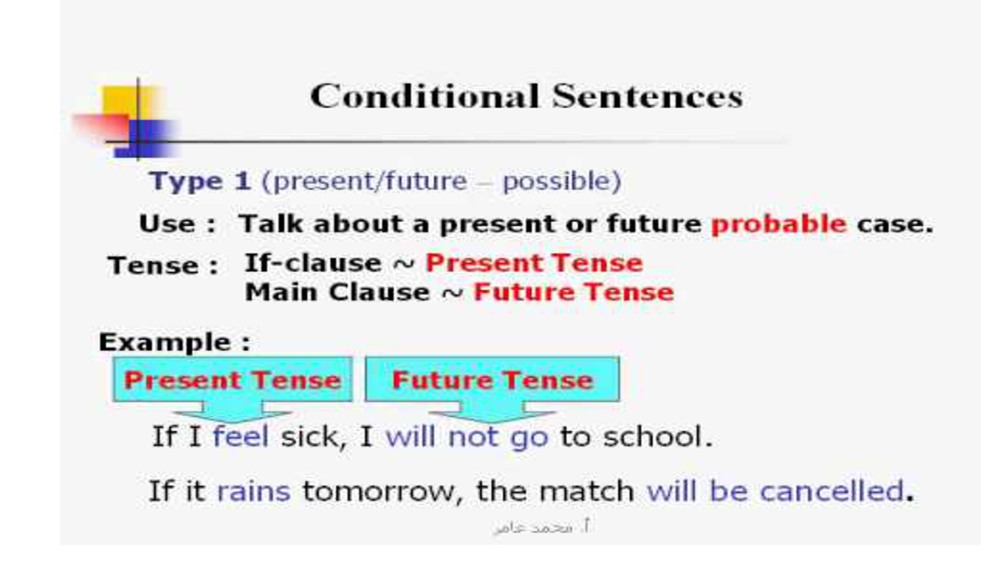 Conditional Sentences
Type 1 (present/future – possible)
Use : Talk about a present or future probable case.
Tense : If-clause ~ Present Tense
Main Clause ~ Future Tense
Example :
Present Tense Future Tense
If I feel sick, I will not go to school.
If it rains tomorrow, the match will be cancelled.
أ. محمد عامر